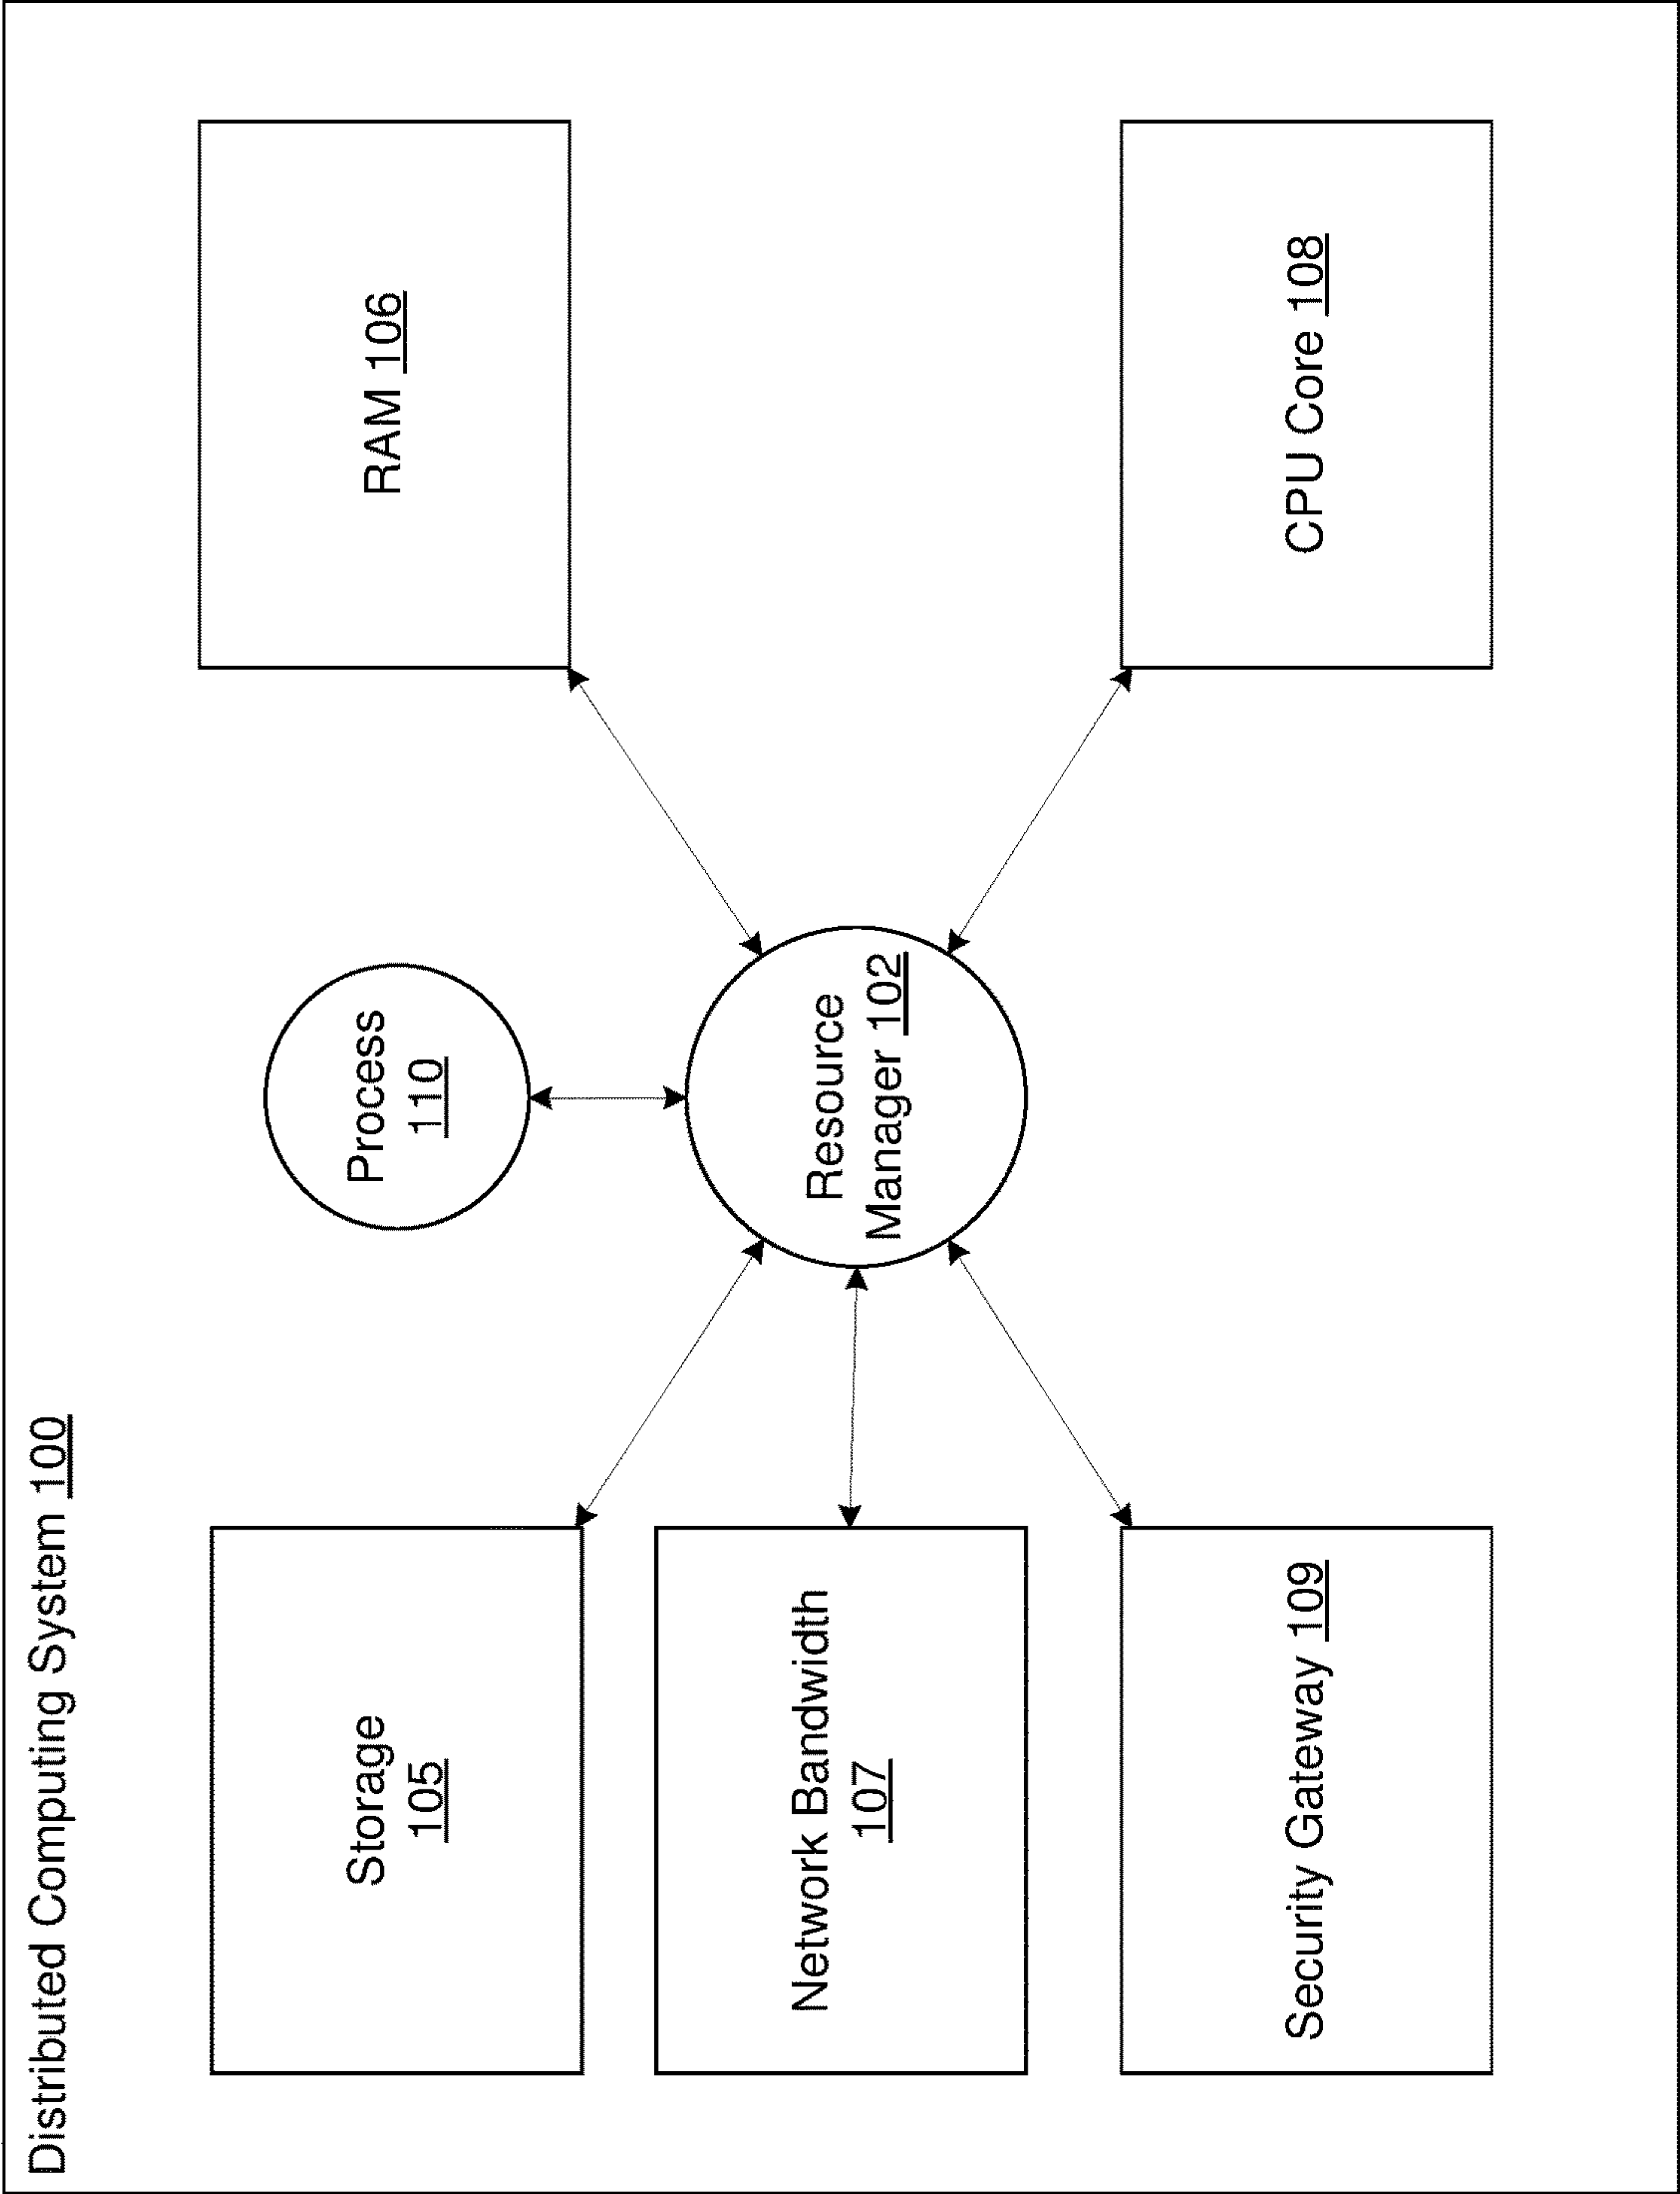 Distributed Computing System 100
Storage
105
Process
110
RAM 106
Network Bandwidth
107
Resource
Manager 102
Security Gateway 109
CPU Core 108